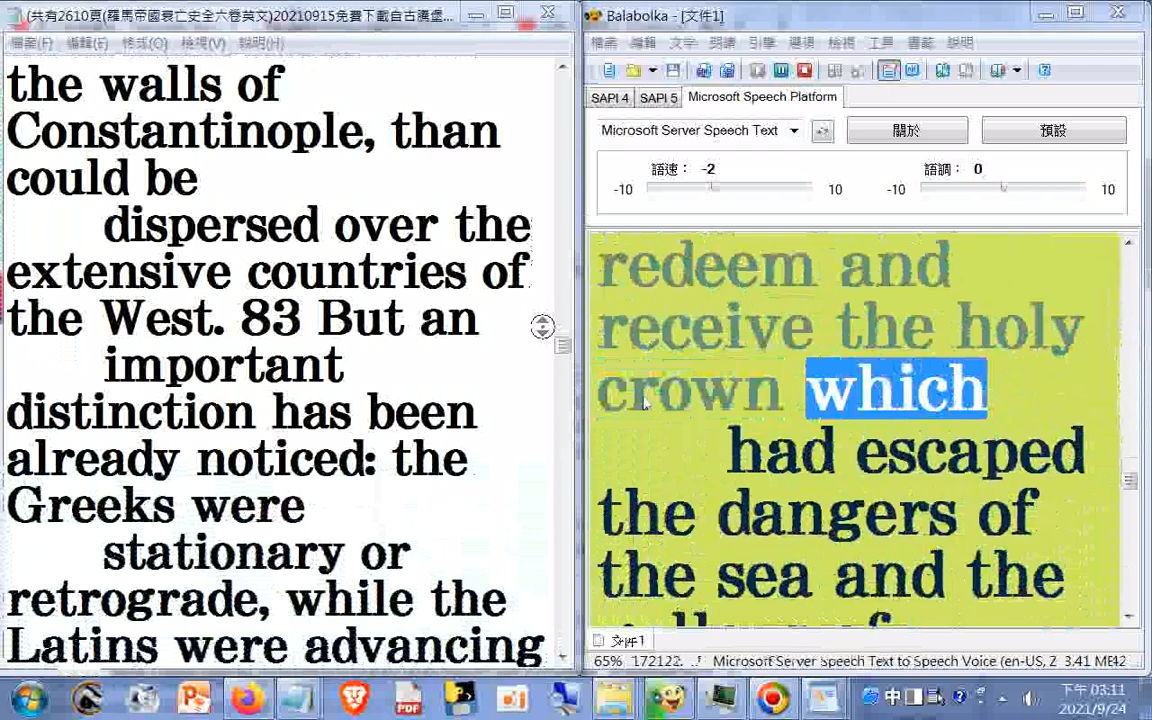 (共有2610頁(羅馬帝國衰亡史全六卷英文)20210915免費下載自古騰堡...
檔案(F) 編輯(E) 格式(O) 檢視(V) 說明(H)
the walls of
Constantinople, than
could be
dispersed over the
extensive countries of
the West. 83 But an
important
distinction has been
already noticed: the
Greeks were
stationary or
retrograde, while the
Latins were advancing
Balabolka - [文件1]
檔案 編輯 文字 朗讀 引擎 選項 檢視 工具 書籤 說明
SAPI 4 SAPI 5 Microsoft Speech Platform
Microsoft Server Speech Text 關於 預設
語速： -2 語調： 0
-10 10 -10 10
redeem and
receive the holy
crown which
had escaped
the dangers of
the sea and the
文件1
65% Microsoft Server Speech Text to Speech Voice (en-US, Z
中 下午 03:11
2021/9/24